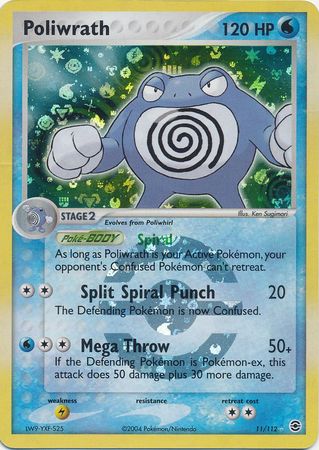 Poliwrath 120 HP
STAGE 2
Evolves from Poliwhirl
Illus. Ken Sugimori
Poké-BODY Spiral
As long as Poliwrath is your Active Pokémon, your
opponent's Confused Pokémon can't retreat.
Split Spiral Punch 20
The Defending Pokémon is now Confused.
Mega Throw 50+
If the Defending Pokémon is Pokémon-ex, this
attack does 50 damage plus 30 more damage.
weakness resistance retreat cost
LW9-YXF-S25 ©2004 Pokémon/Nintendo 11/112